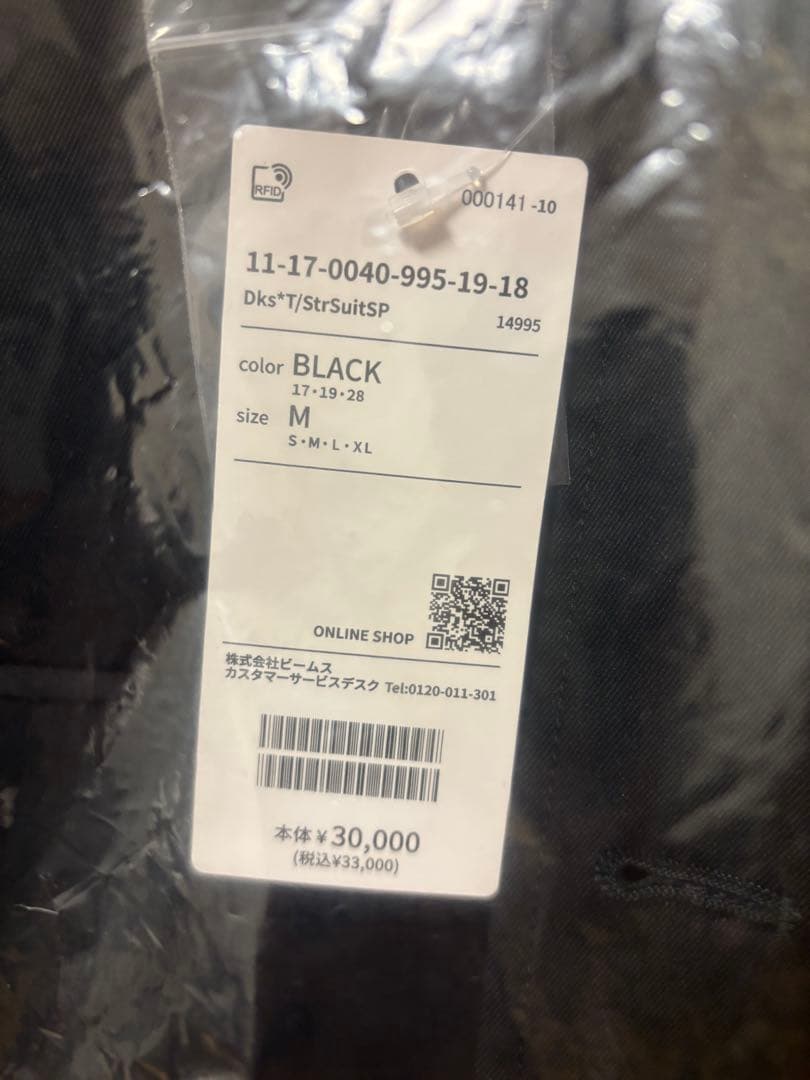 RFID
000141 -10
11-17-0040-995-19-18
Dks*T/StrSuitSP
14995
color BLACK
17・19・28
size M
S・M・L・XL
ONLINE SHOP
株式会社ビームス
カスタマーサービスデスク Tel:0120-011-301
本体¥30,000
(税込¥33,000)